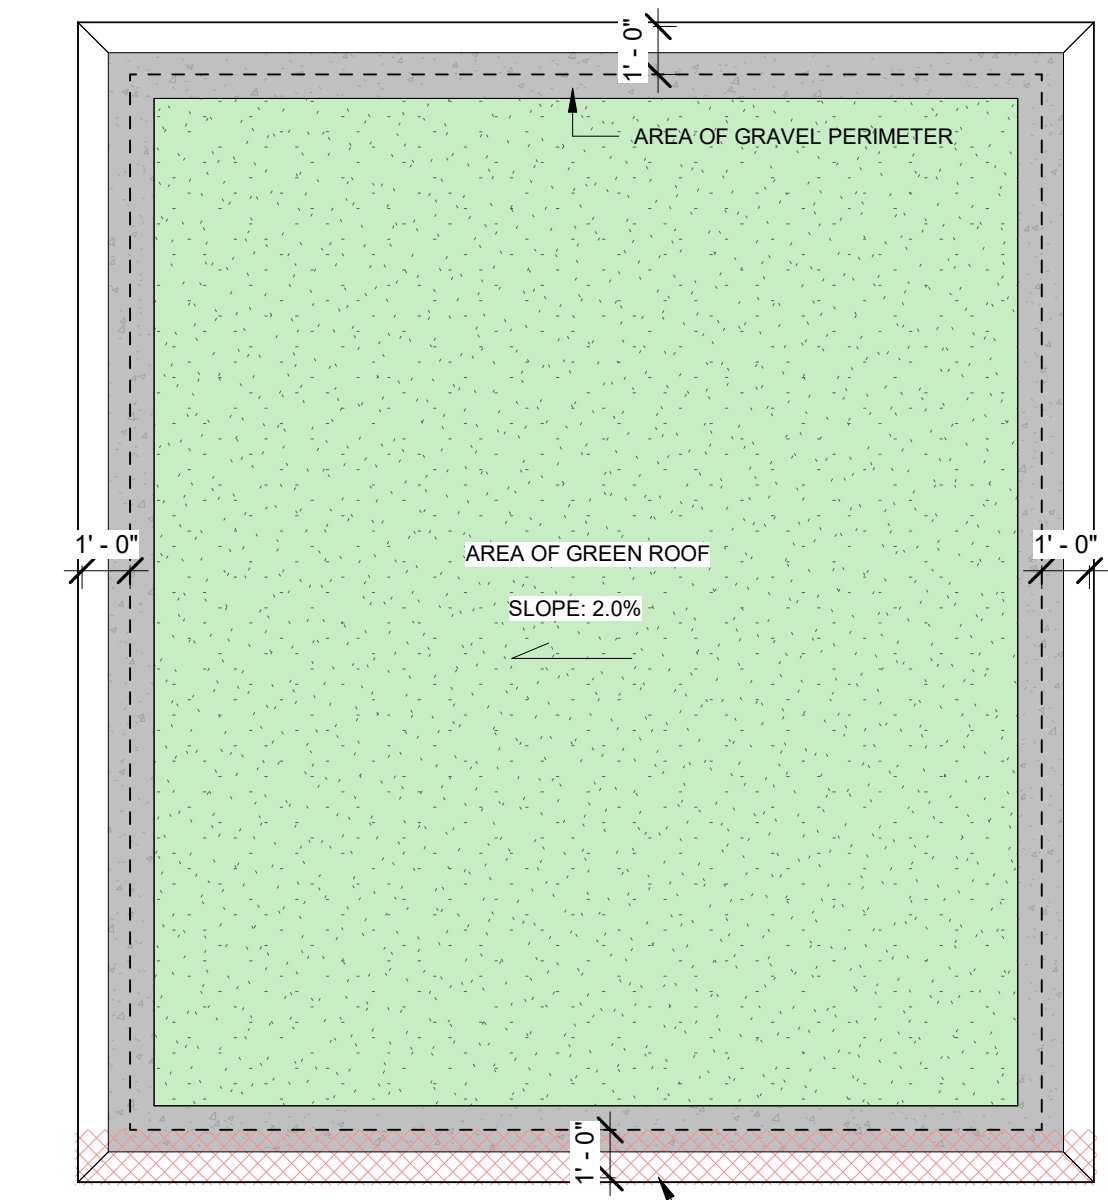 1' - 0"
AREA OF GRAVEL PERIMETER
1' - 0"
1' - 0"
AREA OF GREEN ROOF
SLOPE: 2.0%
1' - 0"